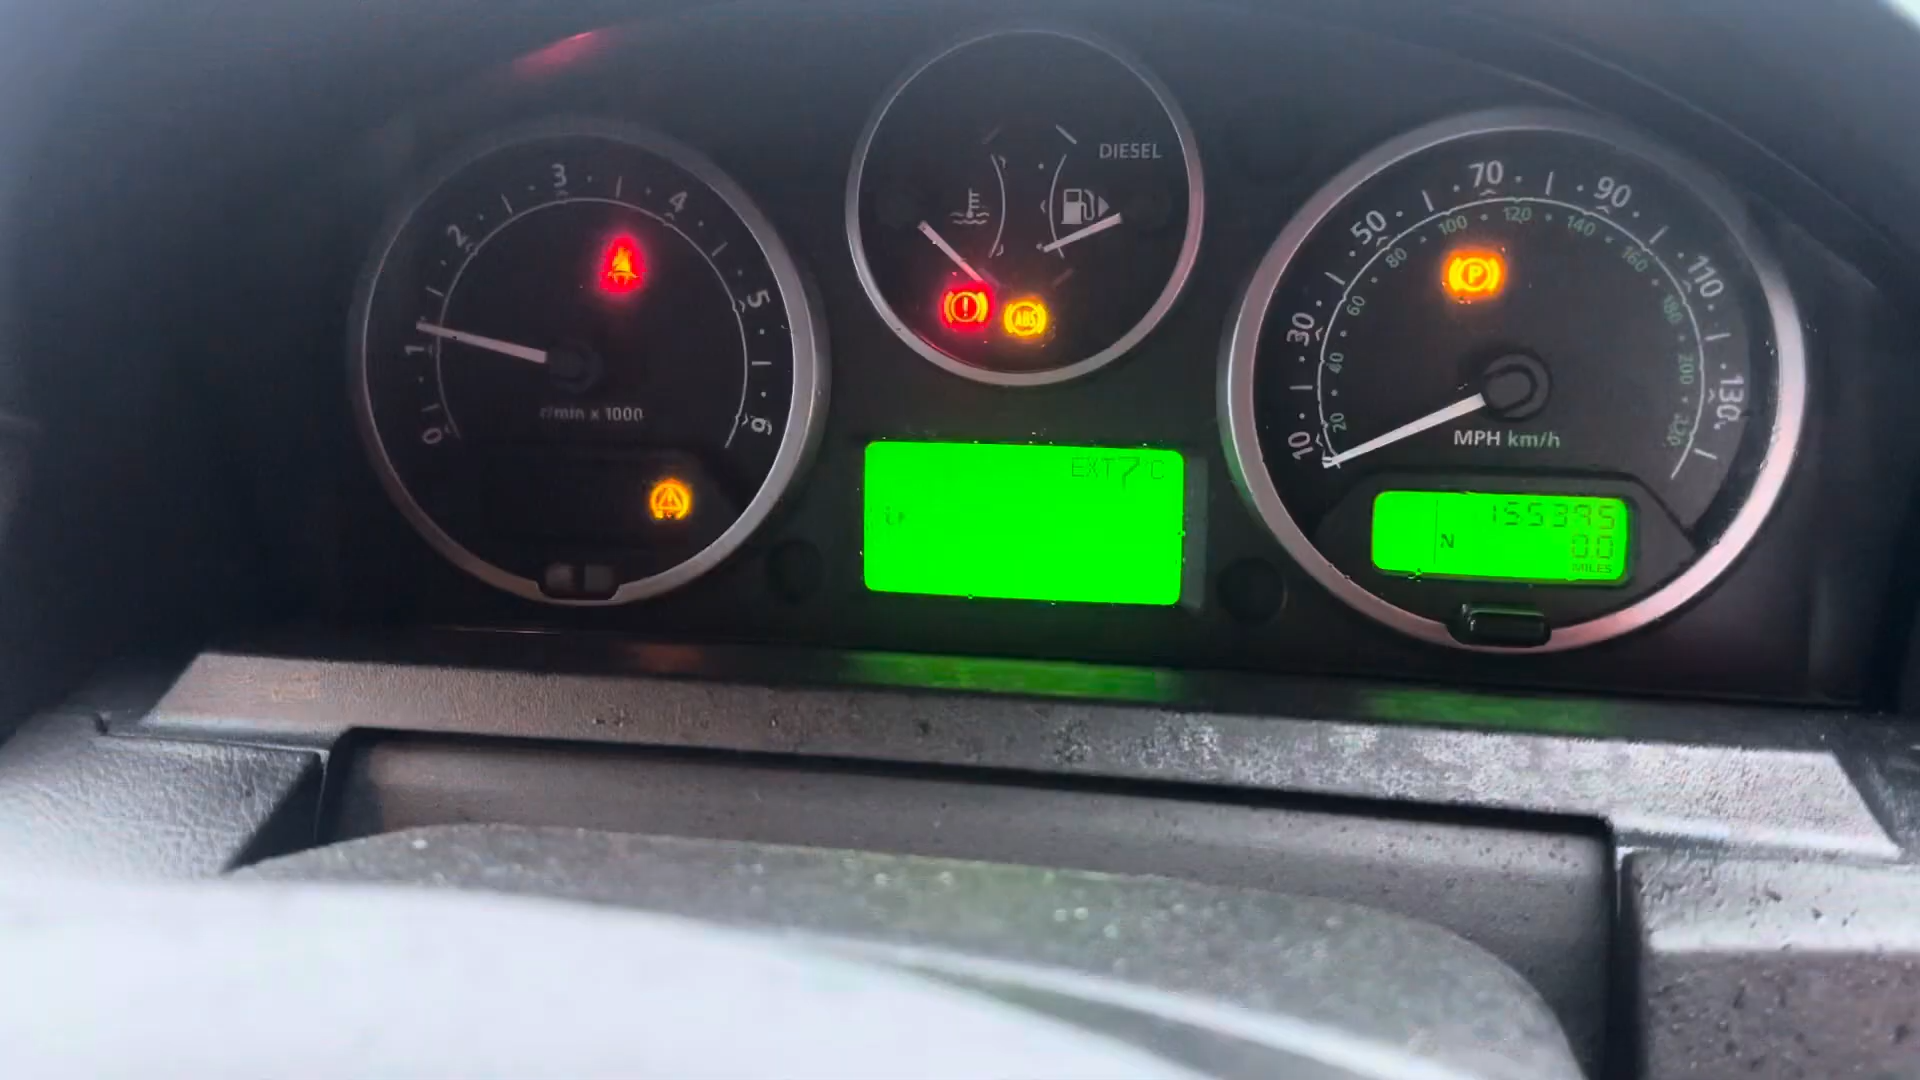 0 1 2 3 4 5 6
r/min x 1000
DIESEL
ABS
10 30 50 70 90 110 130
20 40 60 80 100 120 140 160 180 200 220
P
MPH km/h
EXT 7°C
155395
N 0.0
MILES